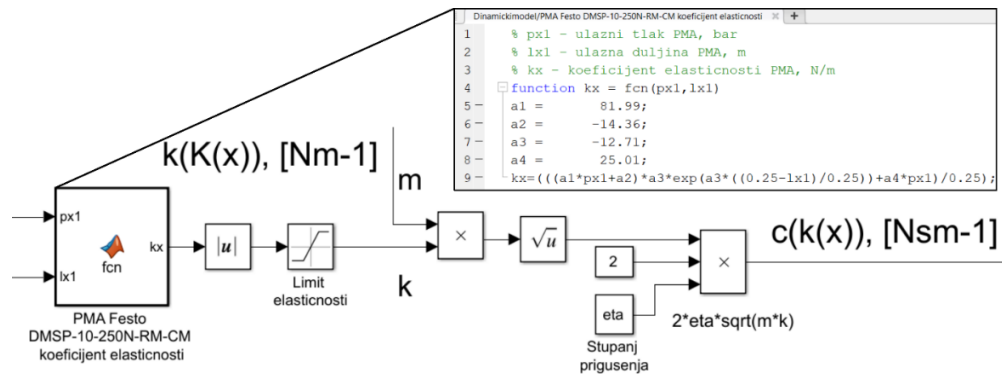 Dinamickimodel/PMA Festo DMSP-10-250N-RM-CM koeficijent elasticnosti
1 % px1 - ulazni tlak PMA, bar
2 % lx1 - ulazna duljina PMA, m
3 % kx - koeficijent elasticnosti PMA, N/m
4 function kx = fcn(px1,lx1)
5 a1 = 81.99;
6 a2 = -14.36;
7 a3 = -12.71;
8 a4 = 25.01;
9 kx=(((a1*px1+a2)*a3*exp(a3*((0.25-lx1)/0.25))+a4*px1)/0.25);
k(K(x)), [Nm-1]
m
px1
lx1
fcn
kx
PMA Festo
DMSP-10-250N-RM-CM
koeficijent elasticnosti
|u|
Limit
elasticnosti
k
×
√u
2
eta
Stupanj
prigusenja
×
2*eta*sqrt(m*k)
c(k(x)), [Nsm-1]